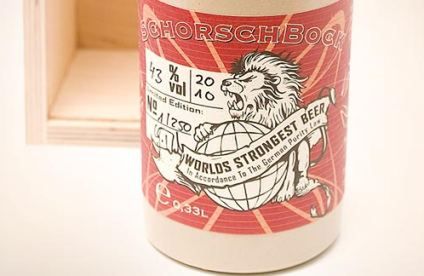 SCHORSCHBOCK
43 % vol 20 10
Limited Edition:
No 1/250
WORLDS STRONGEST BEER
In Accordance To The German Purity Law
e 0,33L